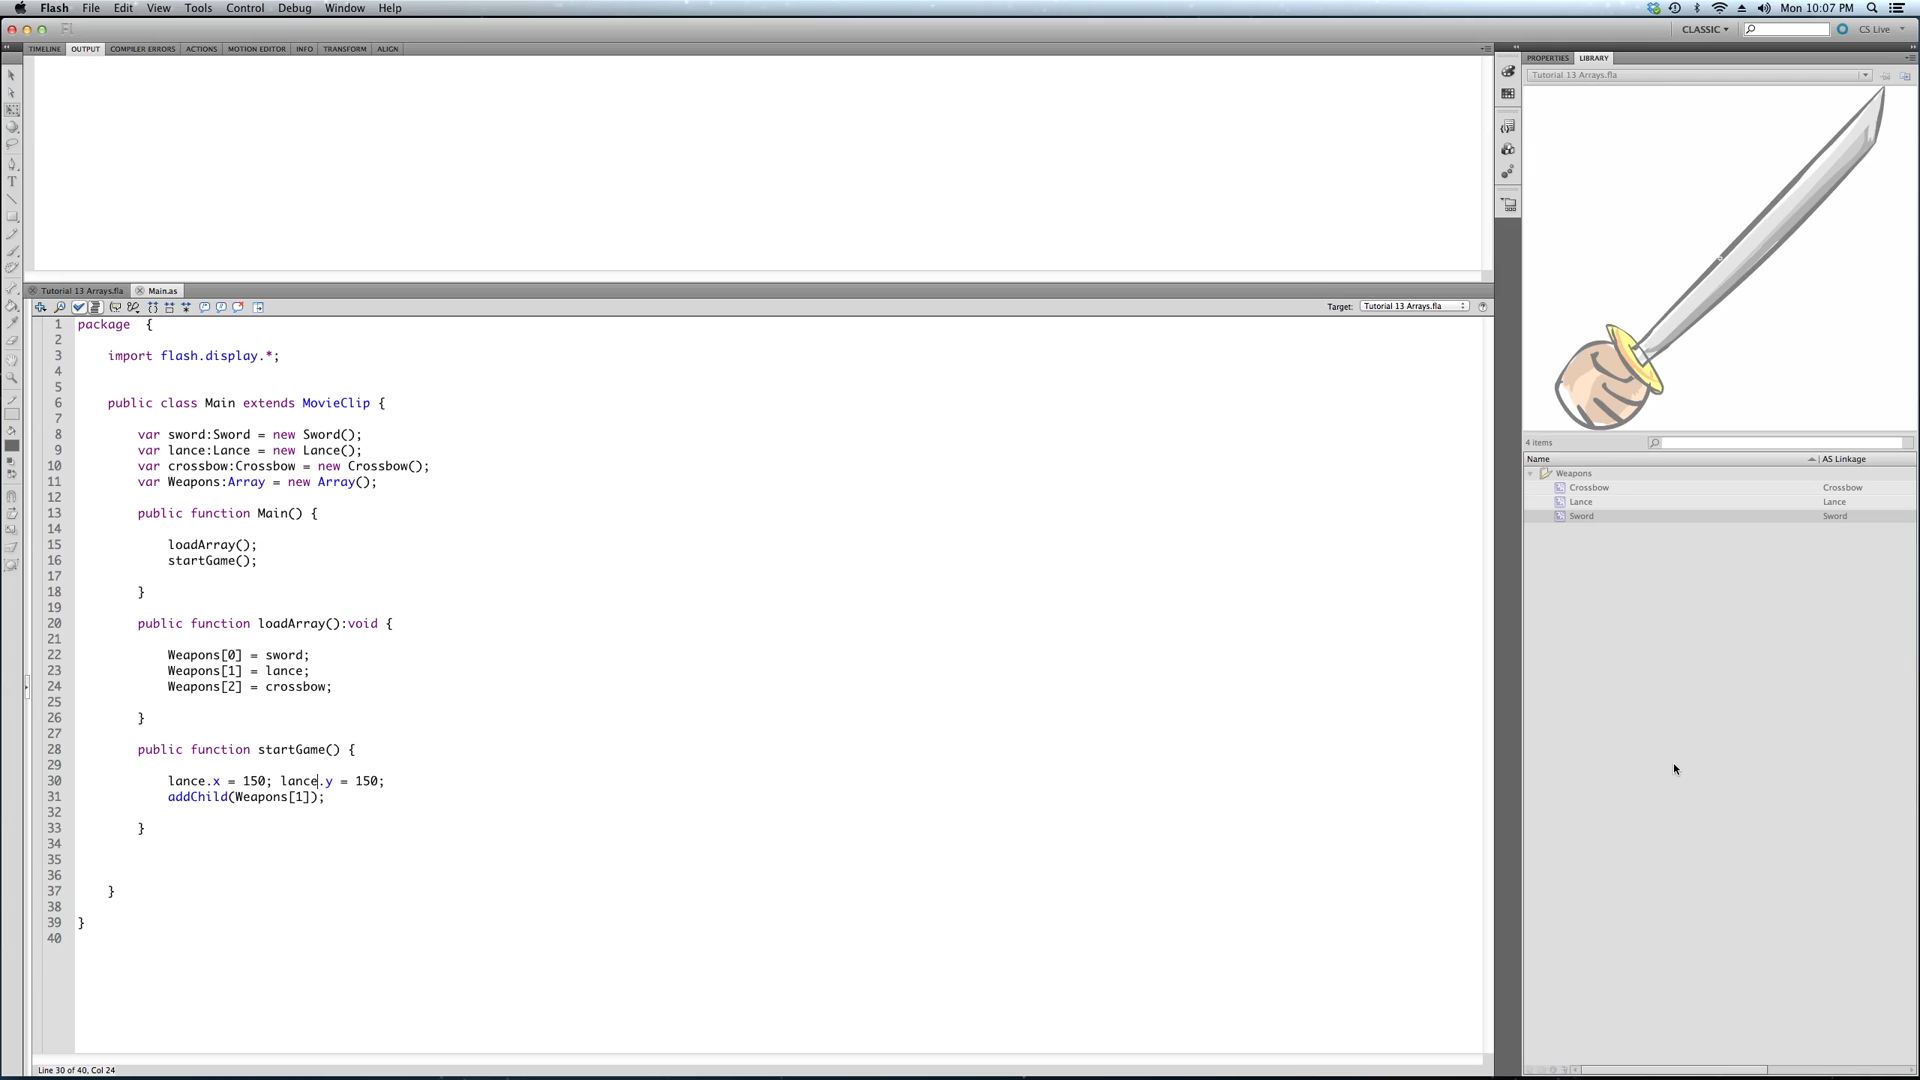 Flash File Edit View Tools Control Debug Window Help Mon 10:07 PM
Fl CLASSIC CS Live
TIMELINE OUTPUT COMPILER ERRORS ACTIONS MOTION EDITOR INFO TRANSFORM ALIGN
PROPERTIES LIBRARY
Tutorial 13 Arrays.fla
Tutorial 13 Arrays.fla Main.as
Target: Tutorial 13 Arrays.fla
1 package {
2
3 import flash.display.*;
4
5
6 public class Main extends MovieClip {
7
8 var sword:Sword = new Sword();
9 var lance:Lance = new Lance();
10 var crossbow:Crossbow = new Crossbow();
11 var Weapons:Array = new Array();
12
13 public function Main() {
14
15 loadArray();
16 startGame();
17
18 }
19
20 public function loadArray():void {
21
22 Weapons[0] = sword;
23 Weapons[1] = lance;
24 Weapons[2] = crossbow;
25
26 }
27
28 public function startGame() {
29
30 lance.x = 150; lance.y = 150;
31 addChild(Weapons[1]);
32
33 }
34
35
36
37 }
38
39 }
40
4 items
Name AS Linkage
Weapons
Crossbow Crossbow
Lance Lance
Sword Sword
Line 30 of 40, Col 24